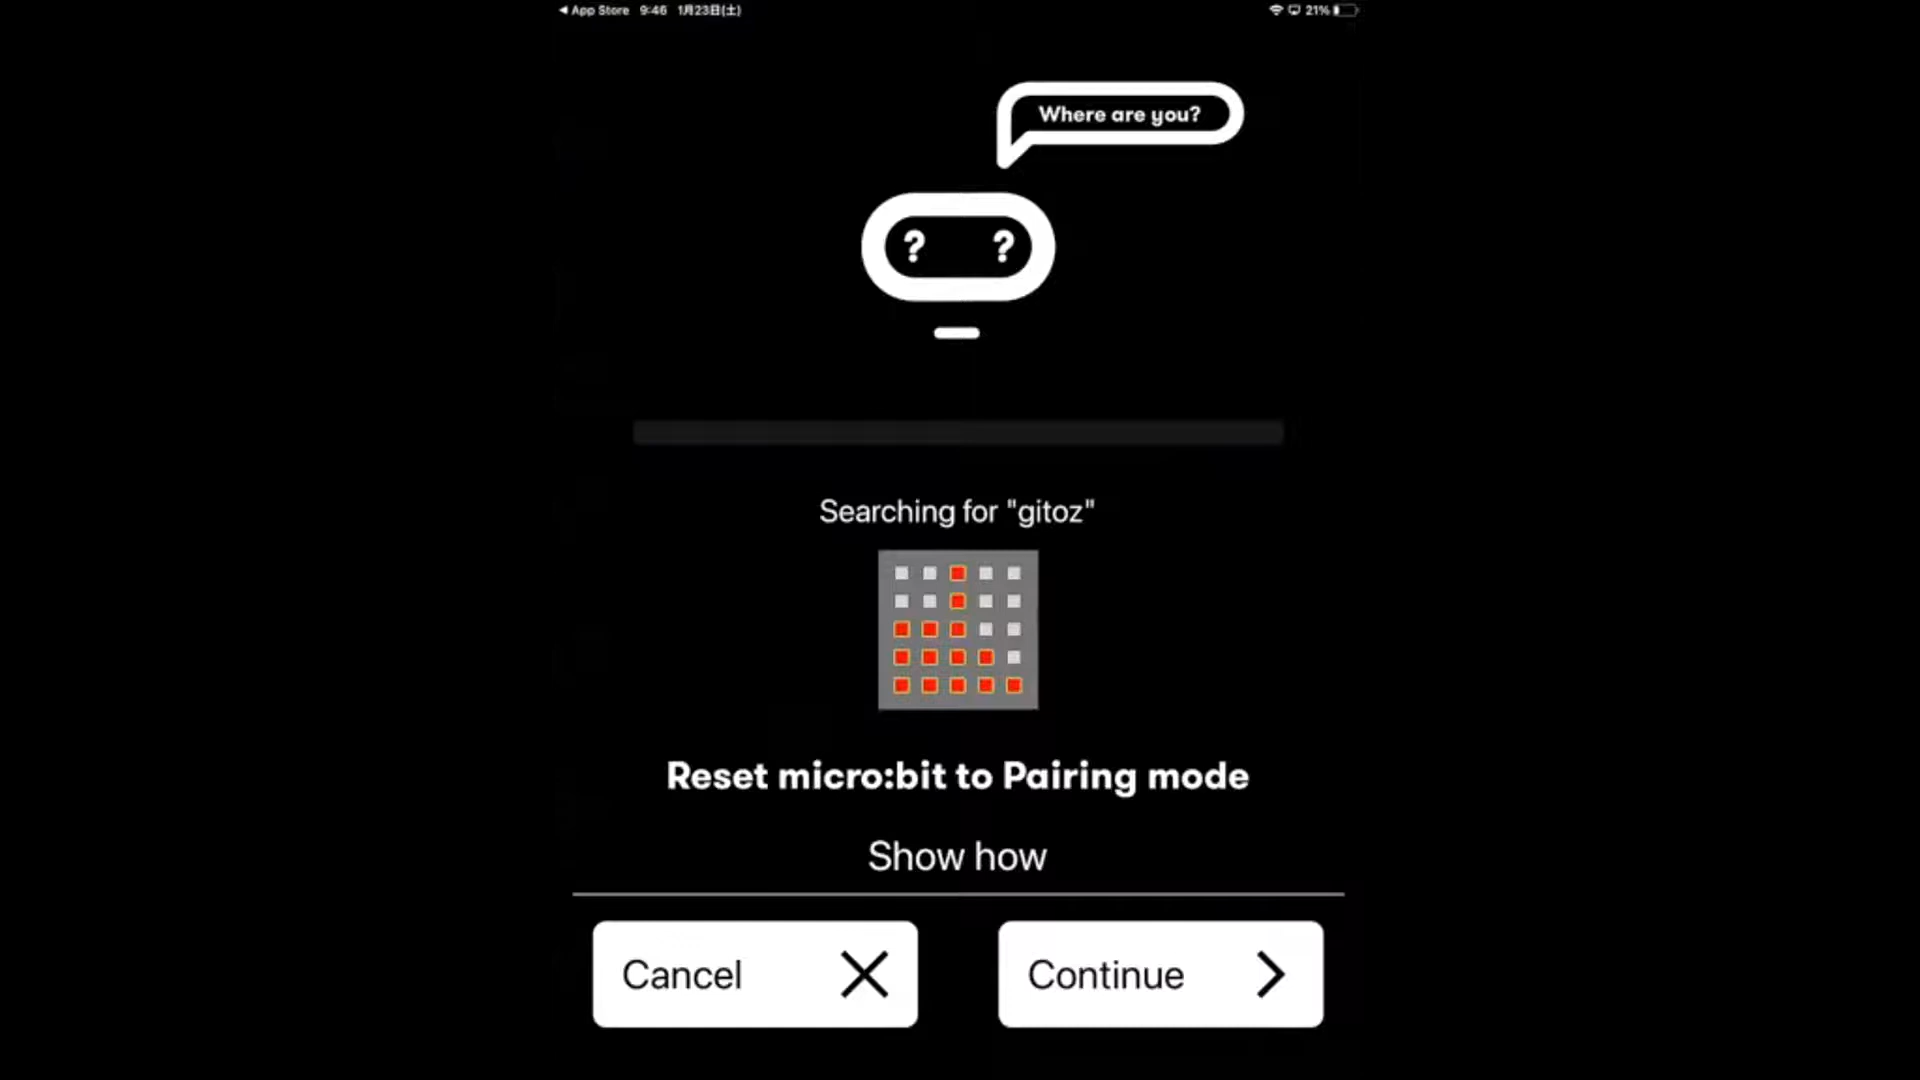 ◀ App Store 9:46 1月23日(土) 21%
Where are you?
? ?
Searching for "gitoz"
Reset micro:bit to Pairing mode
Show how
Cancel
Continue